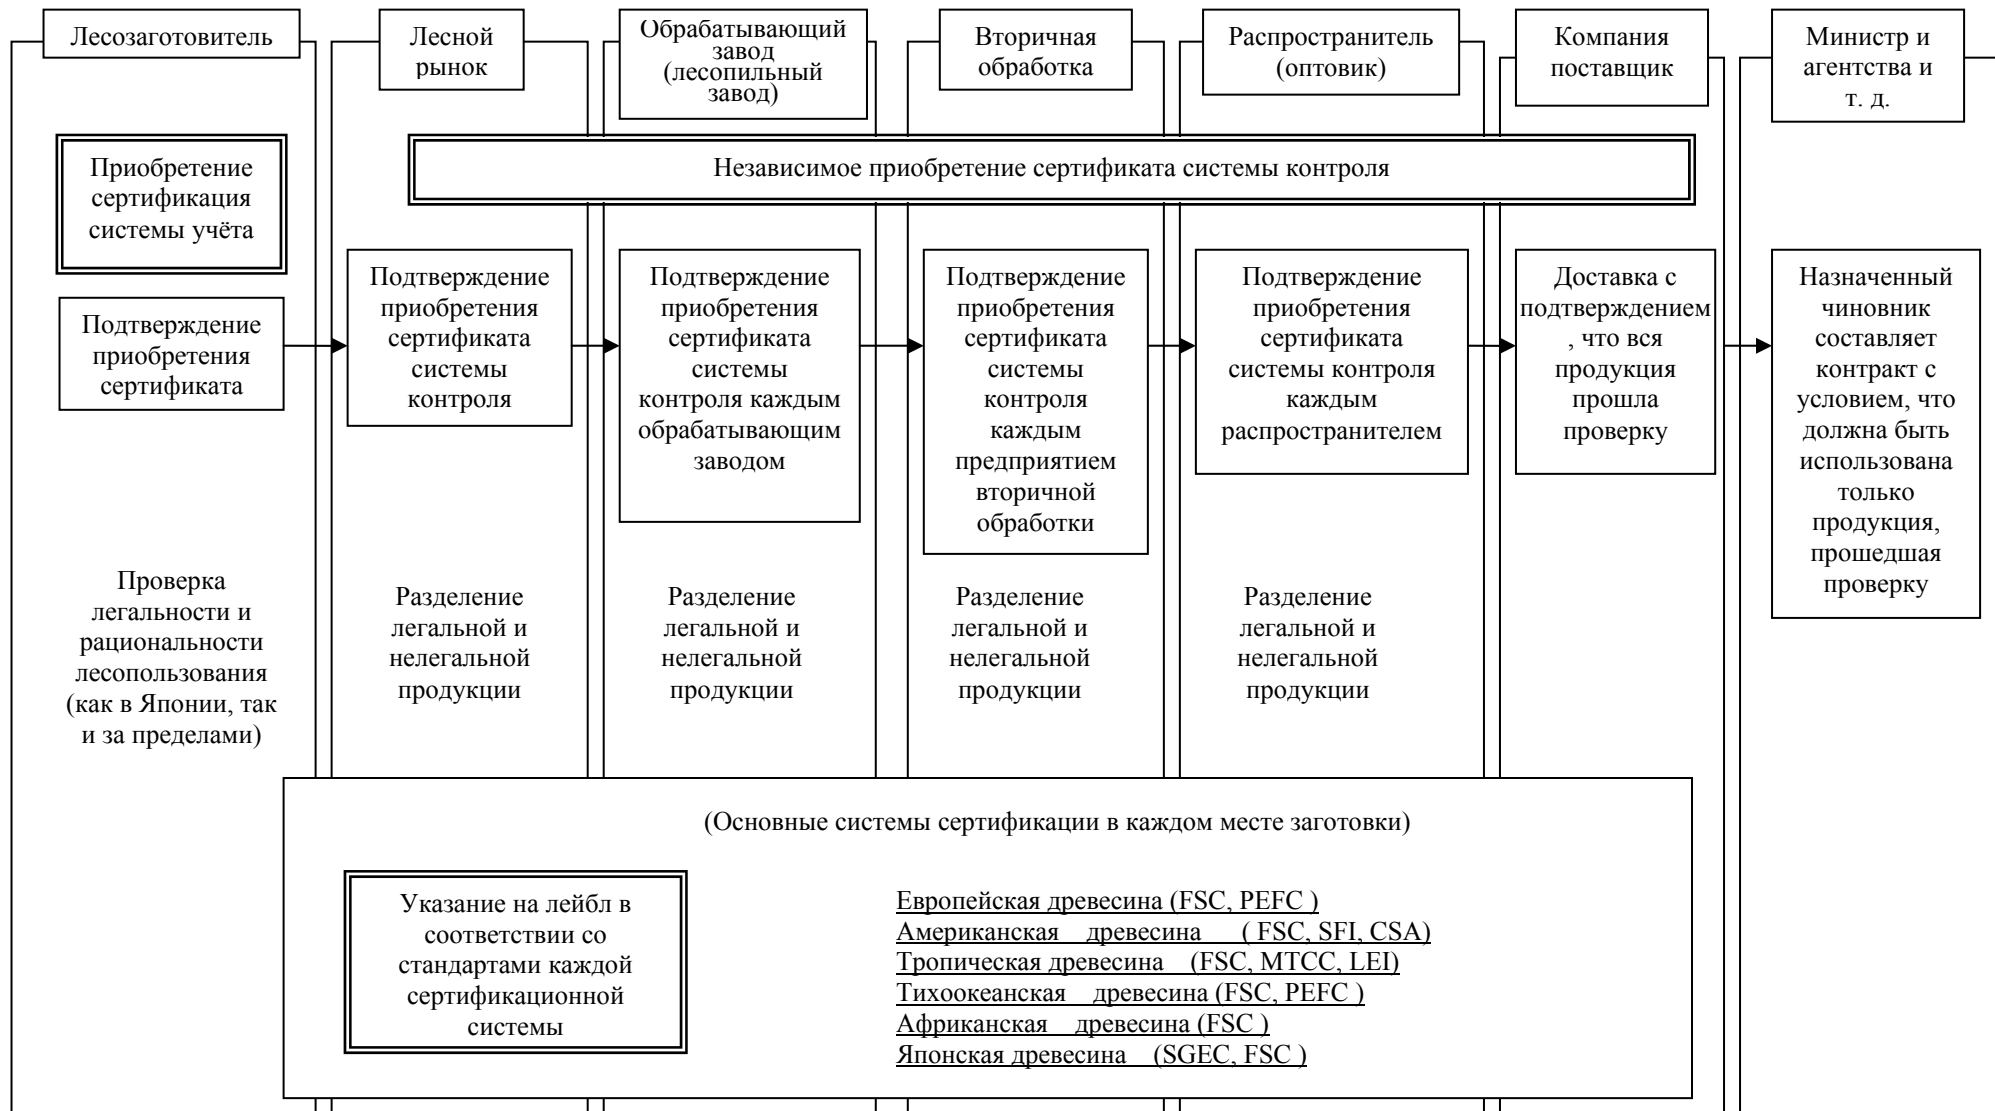 Лесозаготовитель
Лесной
рынок
Обрабатывающий
завод
(лесопильный
завод)
Вторичная
обработка
Распространитель
(оптовик)
Компания
поставщик
Министр и
агентства и
т. д.
Приобретение
сертификация
системы учёта
Независимое приобретение сертификата системы контроля
Подтверждение
приобретения
сертификата
Подтверждение
приобретения
сертификата
системы
контроля
Подтверждение
приобретения
сертификата
системы
контроля каждым
обрабатывающим
заводом
Подтверждение
приобретения
сертификата
системы
контроля
каждым
предприятием
вторичной
обработки
Подтверждение
приобретения
сертификата
системы контроля
каждым
распространителем
Доставка с
подтверждением
, что вся
продукция
прошла
проверку
Назначенный
чиновник
составляет
контракт с
условием, что
должна быть
использована
только
продукция,
прошедшая
проверку
Проверка
легальности и
рациональности
лесопользования
(как в Японии, так
и за пределами)
Разделение
легальной и
нелегальной
продукции
Разделение
легальной и
нелегальной
продукции
Разделение
легальной и
нелегальной
продукции
Разделение
легальной и
нелегальной
продукции
(Основные системы сертификации в каждом месте заготовки)
Указание на лейбл в
соответствии со
стандартами каждой
сертификационной
системы
Европейская древесина (FSC, PEFC )
Американская древесина ( FSC, SFI, CSA)
Тропическая древесина (FSC, MTCC, LEI)
Тихоокеанская древесина (FSC, PEFC )
Африканская древесина (FSC )
Японская древесина (SGEC, FSC )